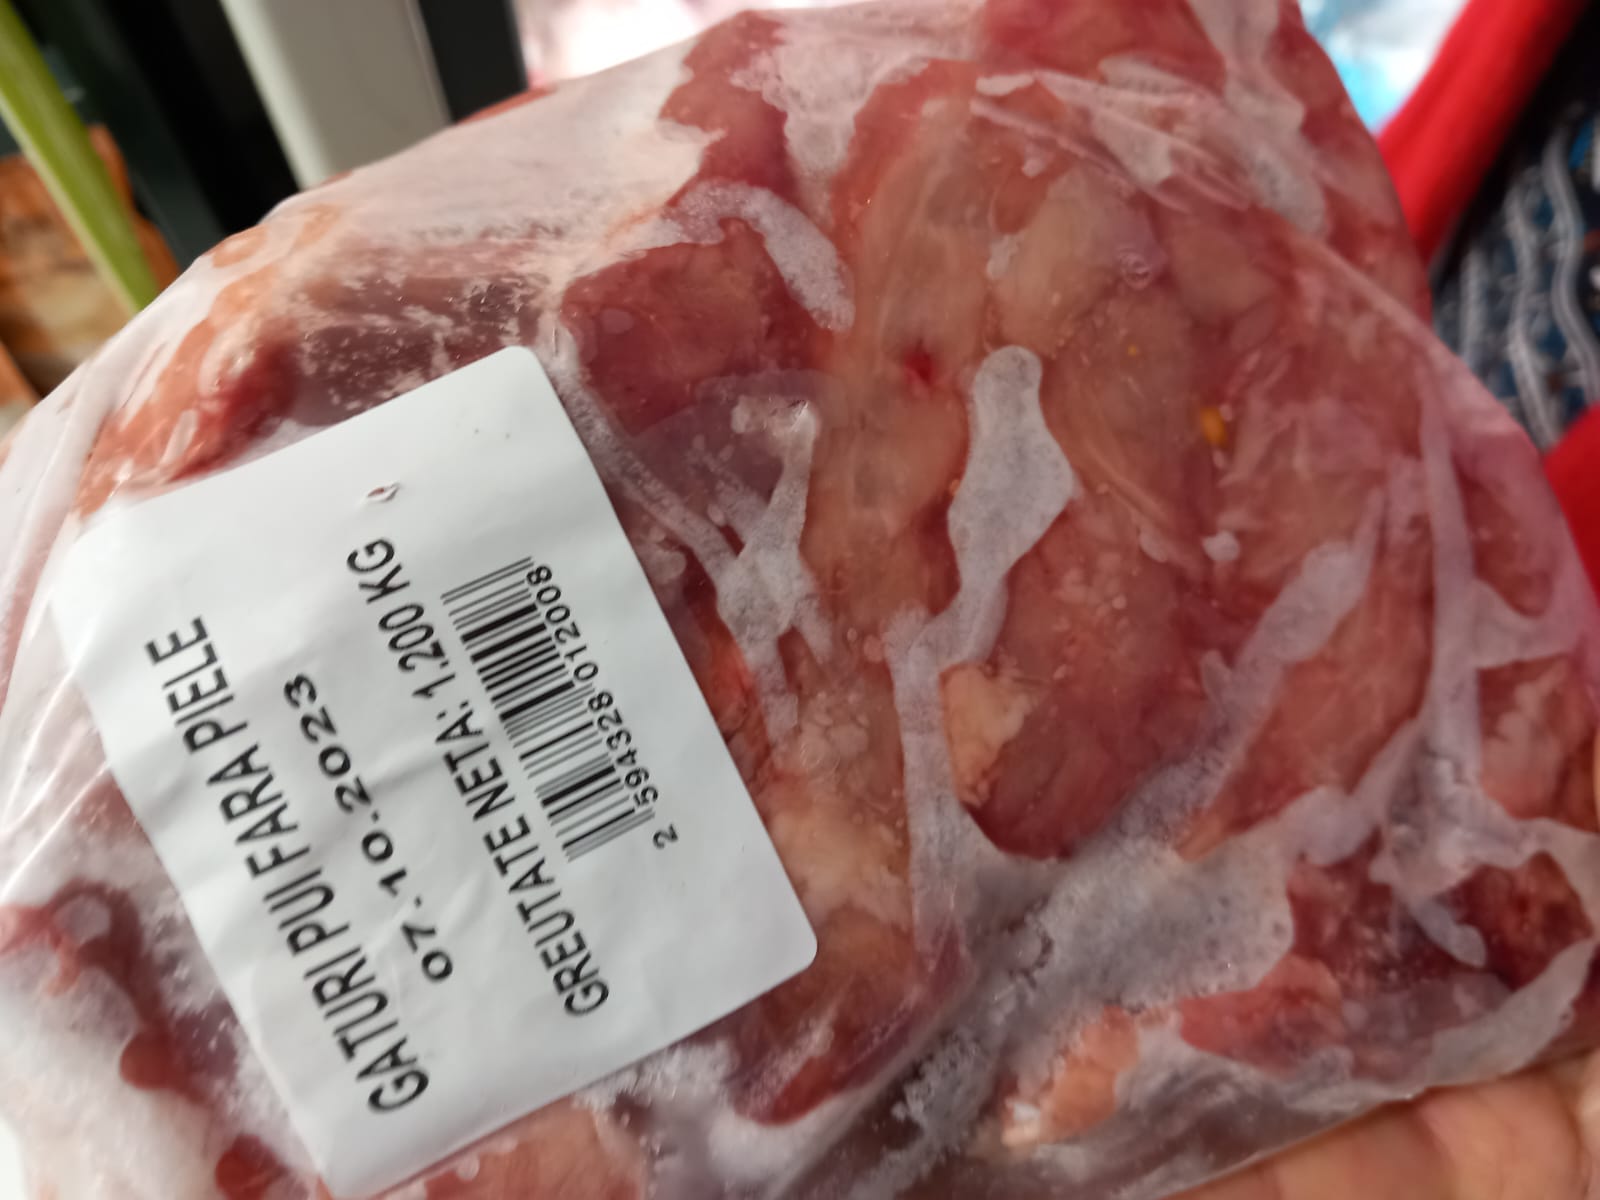 GATURI PUI FARA PIELE
07.10.2023
GREUTATE NETA: 1,200 KG
2 594328 012008